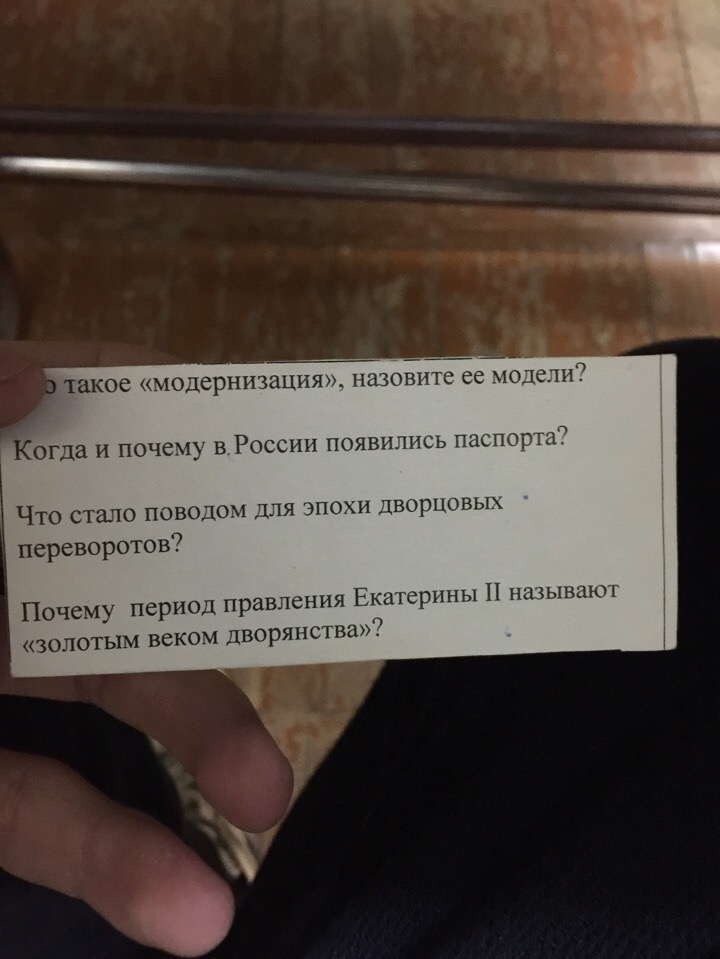 такое «модернизация», назовите ее модели?
Когда и почему в России появились паспорта?
Что стало поводом для эпохи дворцовых
переворотов?
Почему период правления Екатерины II называют
«золотым веком дворянства»?